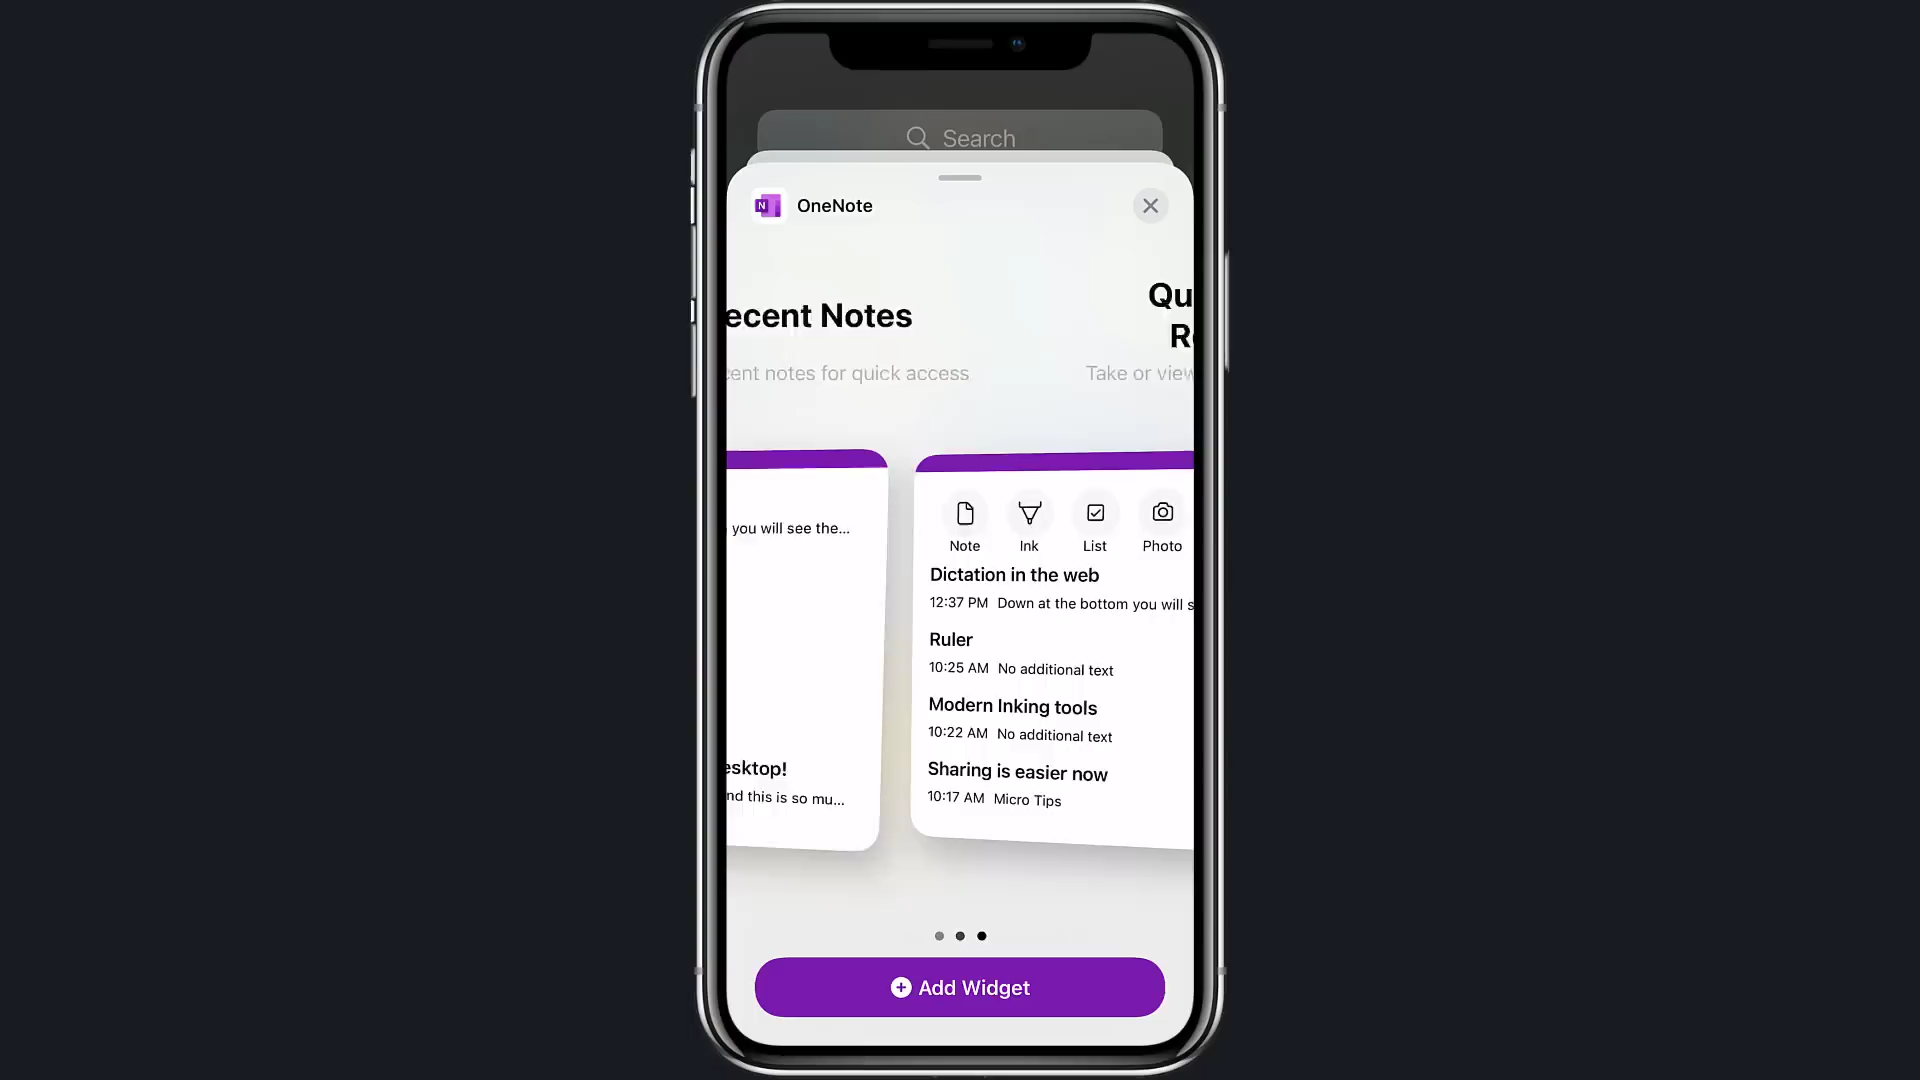 Search
N OneNote
ecent Notes
Qu
R
cent notes for quick access
Take or view
you will see the...
Note Ink List Photo
Dictation in the web
12:37 PM Down at the bottom you will s
Ruler
10:25 AM No additional text
Modern Inking tools
10:22 AM No additional text
esktop!
nd this is so mu...
Sharing is easier now
10:17 AM Micro Tips
Add Widget